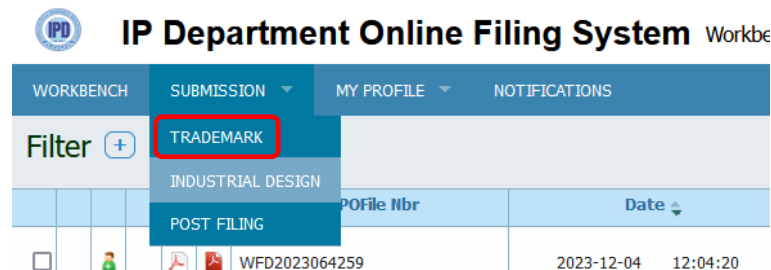 IPD
IP Department Online Filing System Workbe
WORKBENCH SUBMISSION MY PROFILE NOTIFICATIONS
Filter +
TRADEMARK
INDUSTRIAL DESIGN
POFile Nbr Date
POST FILING
WFD2023064259 2023-12-04 12:04:20